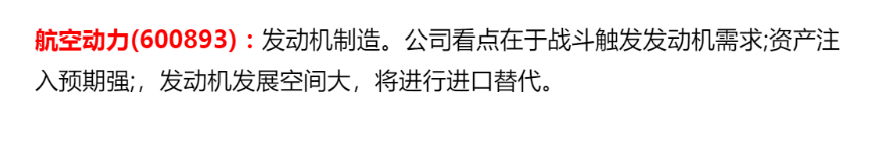 航空动力(600893)：发动机制造。公司看点在于战斗触发发动机需求;资产注
入预期强;，发动机发展空间大，将进行进口替代。